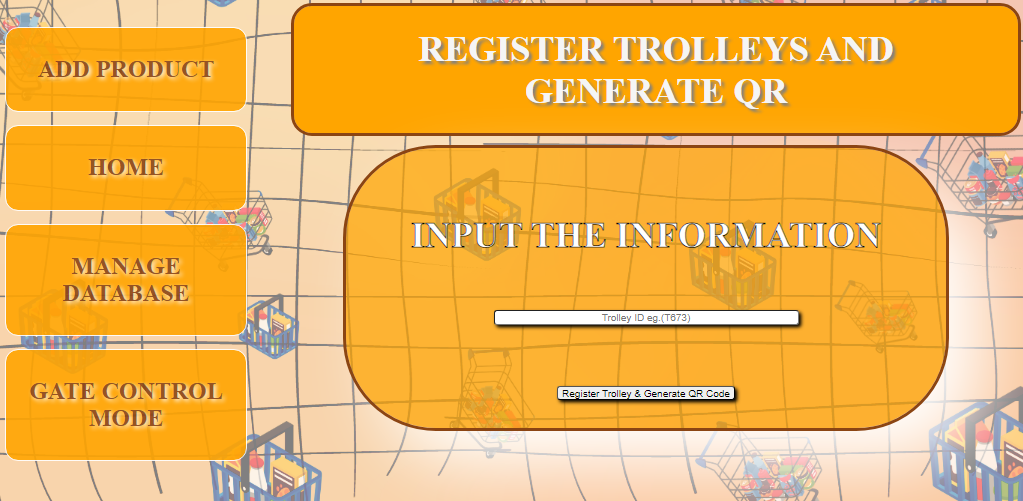 ADD PRODUCT
HOME
MANAGE
DATABASE
GATE CONTROL
MODE
REGISTER TROLLEYS AND
GENERATE QR
INPUT THE INFORMATION
Trolley ID eg.(T673)
Register Trolley & Generate QR Code